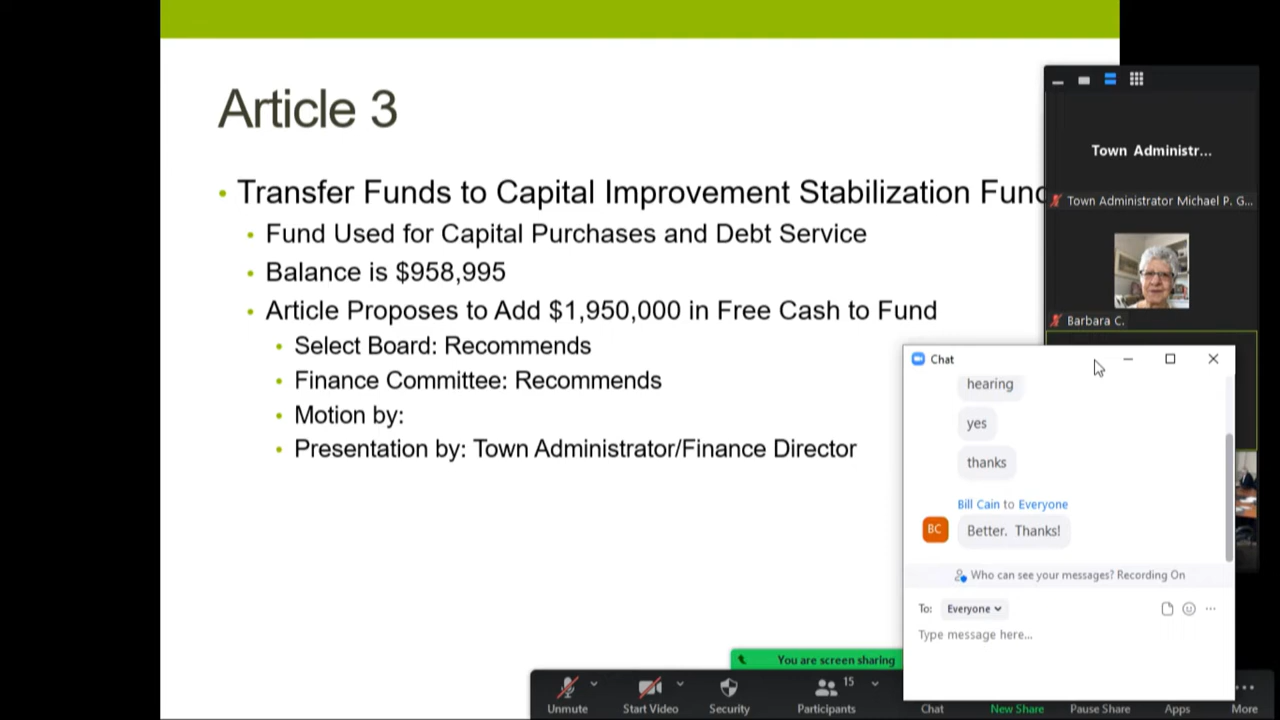 Article 3
• Transfer Funds to Capital Improvement Stabilization Fund
• Fund Used for Capital Purchases and Debt Service
• Balance is $958,995
• Article Proposes to Add $1,950,000 in Free Cash to Fund
• Select Board: Recommends
• Finance Committee: Recommends
• Motion by:
• Presentation by: Town Administrator/Finance Director
Town Administr...
Town Administrator Michael P. G...
Barbara C.
Chat
hearing
yes
thanks
Bill Cain to Everyone
BC
Better. Thanks!
Who can see your messages? Recording On
To: Everyone
Type message here...
You are screen sharing
15
Unmute
Start Video
Security
Participants
Chat
New Share
Pause Share
Apps
More